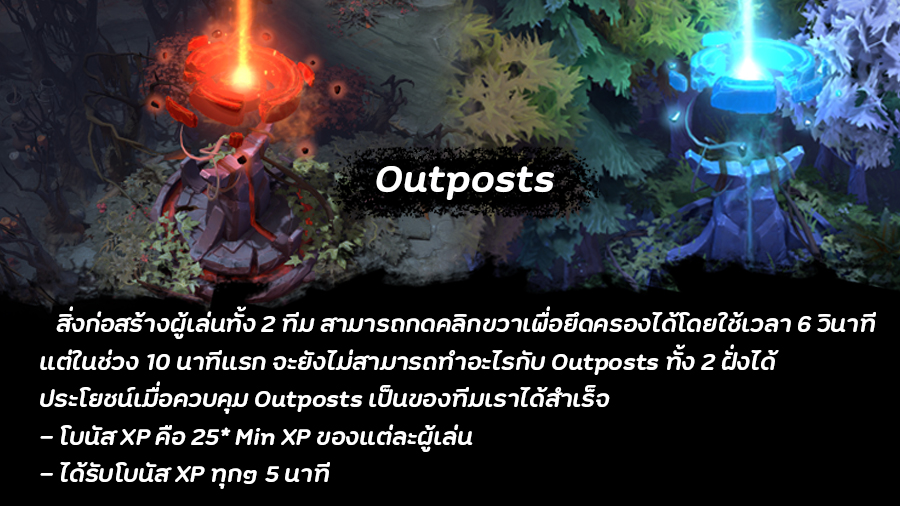 Outposts
สิ่งก่อสร้างผู้เล่นทั้ง 2 ทีม สามารถกดคลิกขวาเพื่อยึดครองได้โดยใช้เวลา 6 วินาที
แต่ในช่วง 10 นาทีแรก จะยังไม่สามารถทำอะไรกับ Outposts ทั้ง 2 ฝั่งได้
ประโยชน์เมื่อควบคุม Outposts เป็นของทีมเราได้สำเร็จ
– โบนัส XP คือ 25* Min XP ของแต่ละผู้เล่น
– ได้รับโบนัส XP ทุกๆ 5 นาที